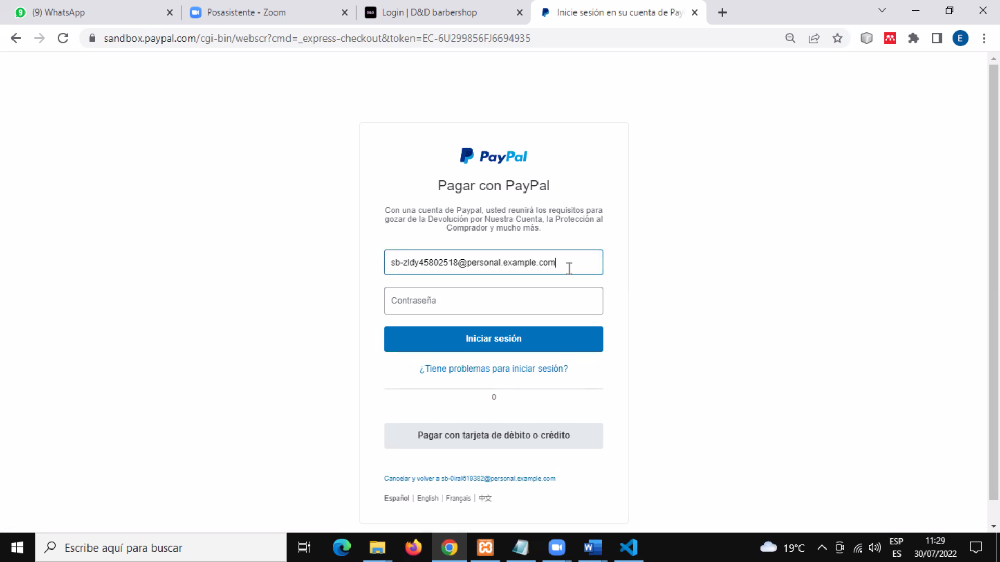 (9) WhatsApp
Posasistente - Zoom
Login | D&D barbershop
Inicie sesión en su cuenta de Pay
sandbox.paypal.com/cgi-bin/webscr?cmd=_express-checkout&token=EC-6U299856FJ6694935
E
PayPal
Pagar con PayPal
Con una cuenta de Paypal, usted reunirá los requisitos para
gozar de la Devolución por Nuestra Cuenta, la Protección al
Comprador y mucho más.
sb-zldy45802518@personal.example.com
Contraseña
Iniciar sesión
¿Tiene problemas para iniciar sesión?
o
Pagar con tarjeta de débito o crédito
Cancelar y volver a sb-0iral619382@personal.example.com
Español | English | Français | 中文
Escribe aquí para buscar
19°C
ESP
ES
11:29
30/07/2022